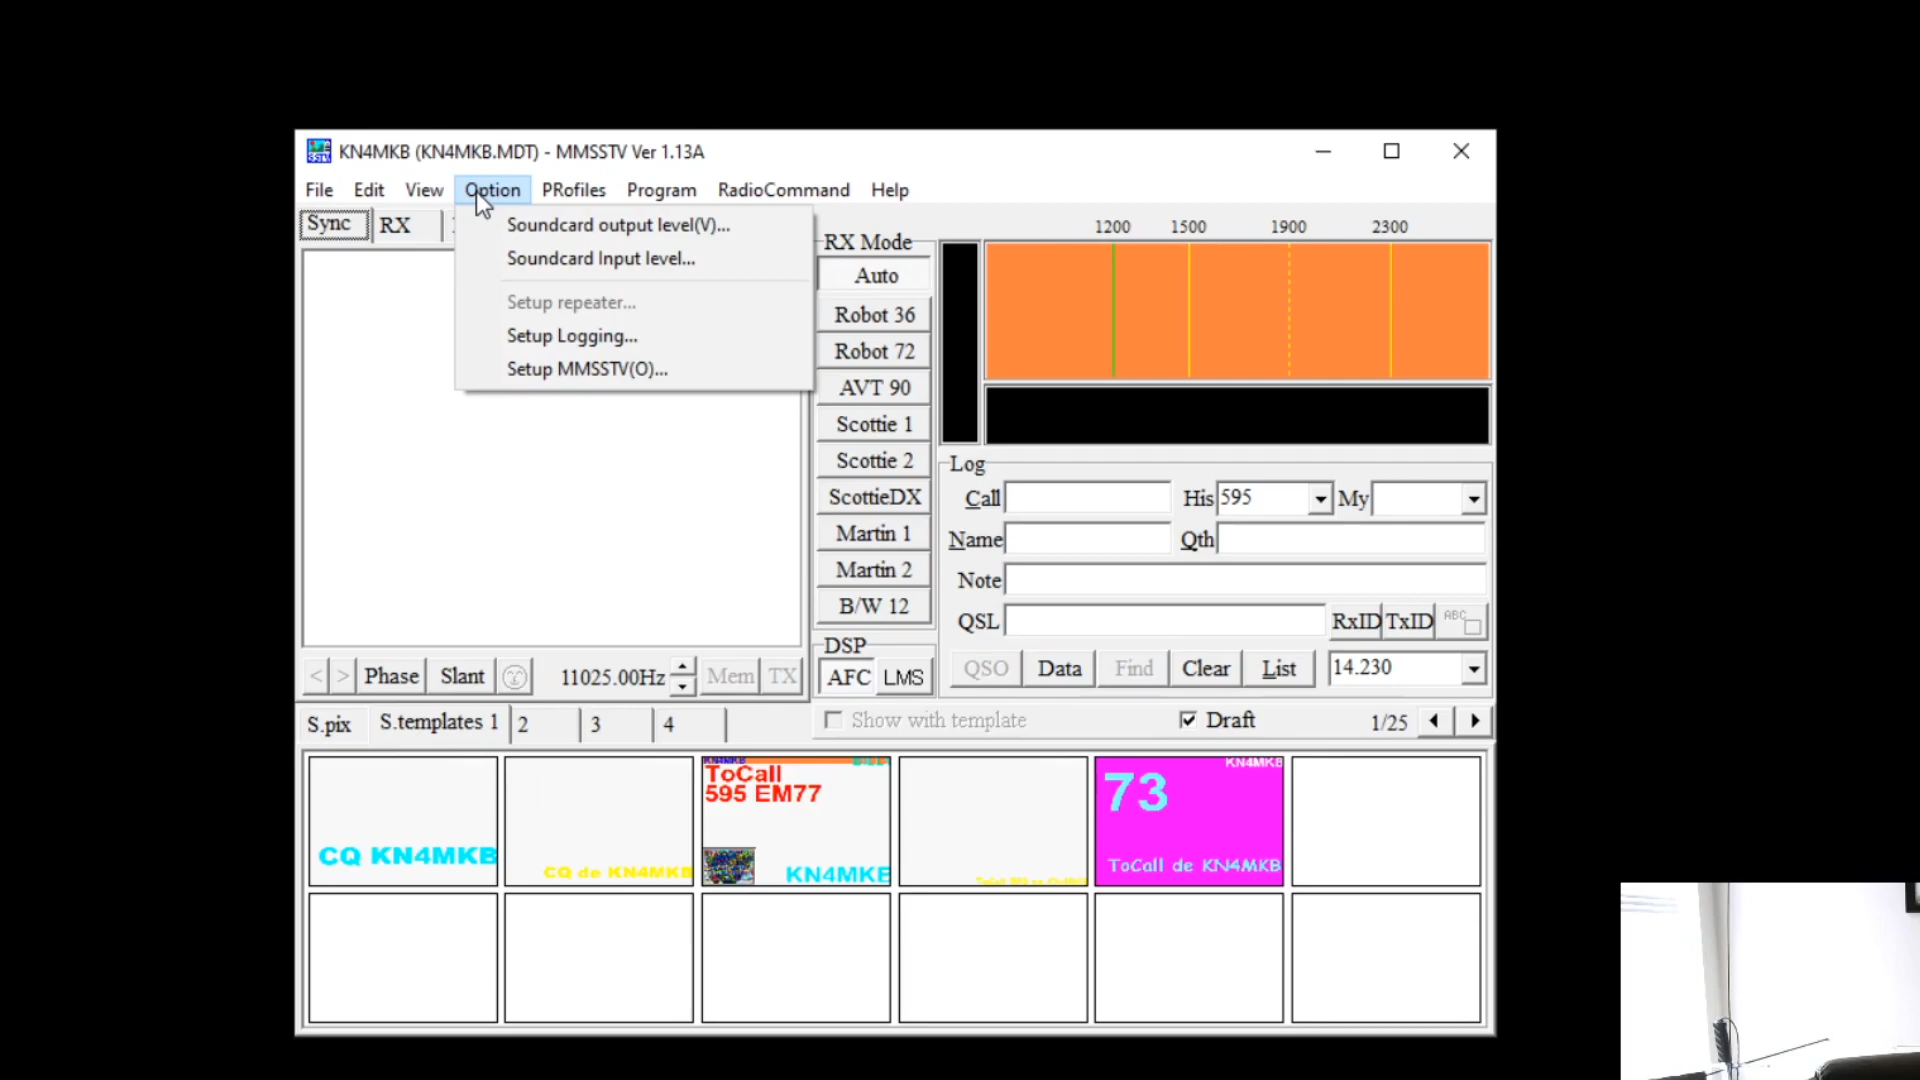 KN4MKB (KN4MKB.MDT) - MMSSTV Ver 1.13A
File Edit View Option PRofiles Program RadioCommand Help
Sync RX
Soundcard output level(V)...
Soundcard Input level...
Setup repeater...
Setup Logging...
Setup MMSSTV(O)...
RX Mode
Auto
Robot 36
Robot 72
AVT 90
Scottie 1
Scottie 2
ScottieDX
Martin 1
Martin 2
B/W 12
DSP
AFC LMS
1200 1500 1900 2300
Log
Call His 595 My
Name Qth
Note
QSL RxID TxID ABC
QSO Data Find Clear List 14.230
< > Phase Slant 11025.00Hz Mem TX
S.pix S.templates 1 2 3 4
Show with template Draft 1/25
CQ KN4MKB
CQ de KN4MKB
KN4MKB
ToCall
595 EM77
KN4MKB
KN4MKB
73
ToCall de KN4MKB